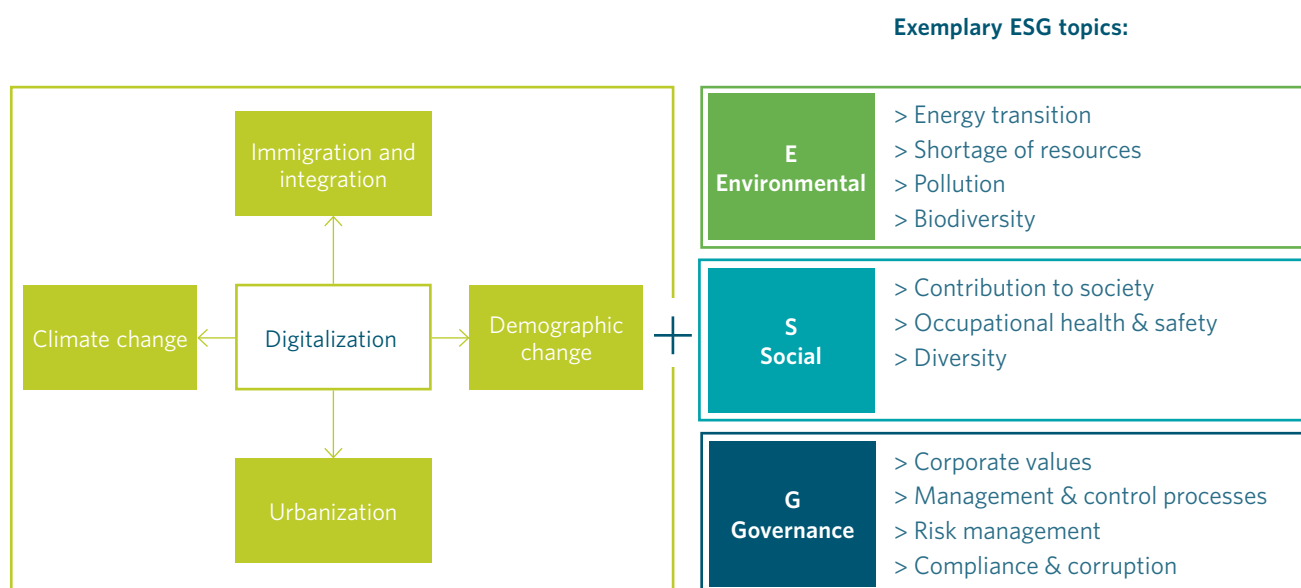 Exemplary ESG topics:
Immigration and
integration
Climate change
Digitalization
Demographic
change
Urbanization
E
Environmental
> Energy transition
> Shortage of resources
> Pollution
> Biodiversity
S
Social
> Contribution to society
> Occupational health & safety
> Diversity
G
Governance
> Corporate values
> Management & control processes
> Risk management
> Compliance & corruption